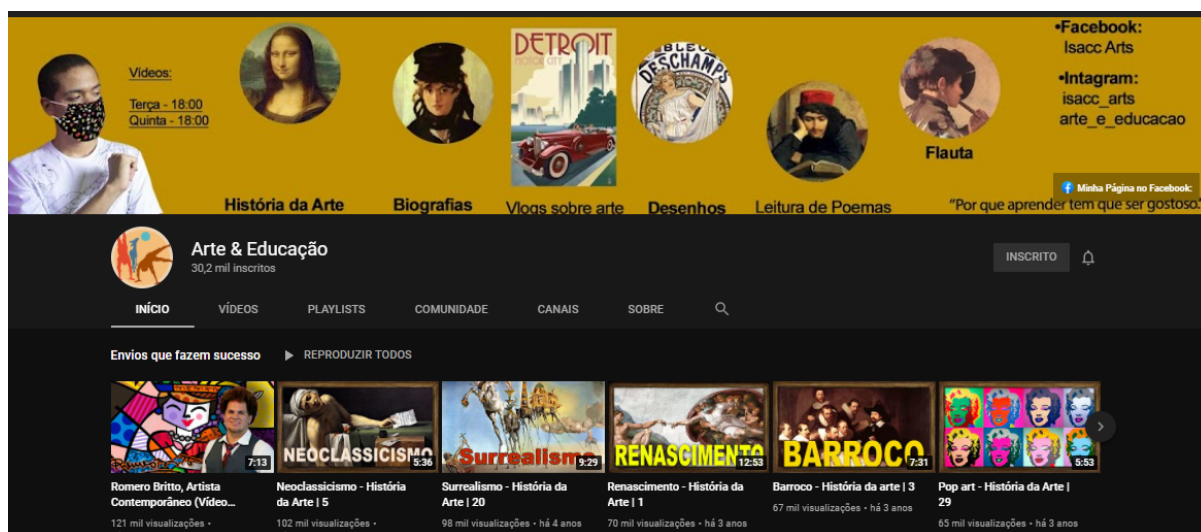 Vídeos:
Terça - 18:00
Quinta - 18:00
DETROIT
MOTOR CITY
BLEU
DESCHAMPS
•Facebook:
Isacc Arts
•Intagram:
isacc_arts
arte_e_educacao
Flauta
Minha Página no Facebook:
História da Arte
Biografias
Vlogs sobre arte
Desenhos
Leitura de Poemas
"Por que aprender tem que ser gostoso."
Arte & Educação
30,2 mil inscritos
INSCRITO
INÍCIO
VÍDEOS
PLAYLISTS
COMUNIDADE
CANAIS
SOBRE
Envios que fazem sucesso
REPRODUZIR TODOS
7:13
NEOCLASSICISMO
5:36
Surrealismo
9:29
RENASCIMENTO
12:53
BARROCO
7:31
5:53
Romero Britto, Artista
Contemporâneo (Vídeo...
121 mil visualizações •
Neoclassicismo - História
da Arte | 5
102 mil visualizações •
Surrealismo - História da
Arte | 20
98 mil visualizações • há 4 anos
Renascimento - História da
Arte | 1
70 mil visualizações • há 3 anos
Barroco - História da arte | 3
67 mil visualizações • há 3 anos
Pop art - História da Arte |
29
65 mil visualizações • há 3 anos